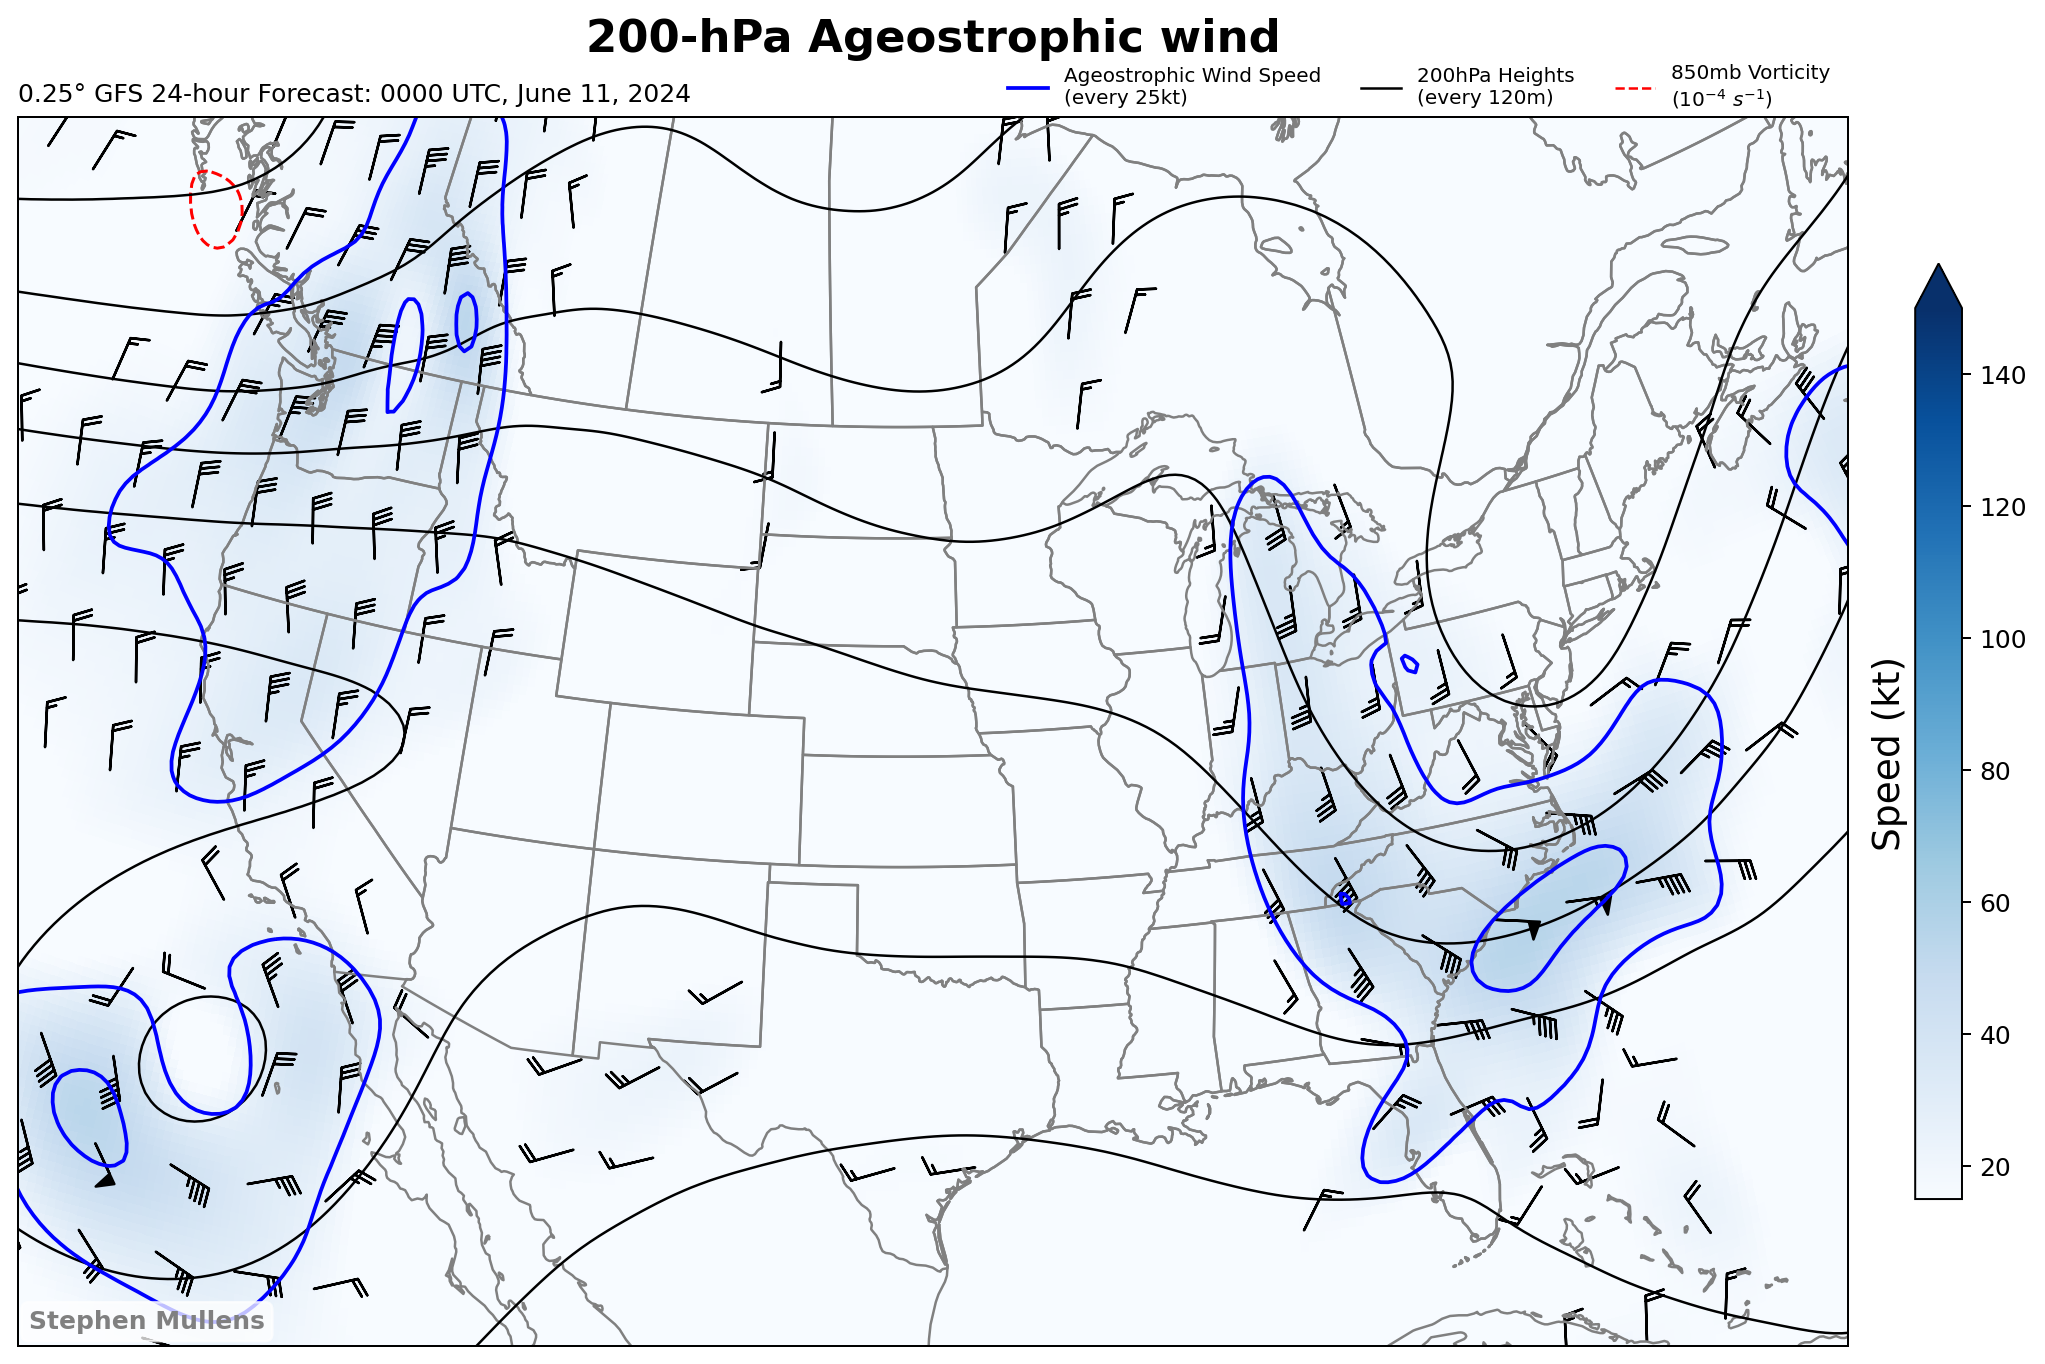 200-hPa Ageostrophic wind
0.25° GFS 24-hour Forecast: 0000 UTC, June 11, 2024
Ageostrophic Wind Speed
(every 25kt)
200hPa Heights
(every 120m)
850mb Vorticity
(10⁻⁴ s⁻¹)
140
120
100
80
60
40
20
Speed (kt)
Stephen Mullens